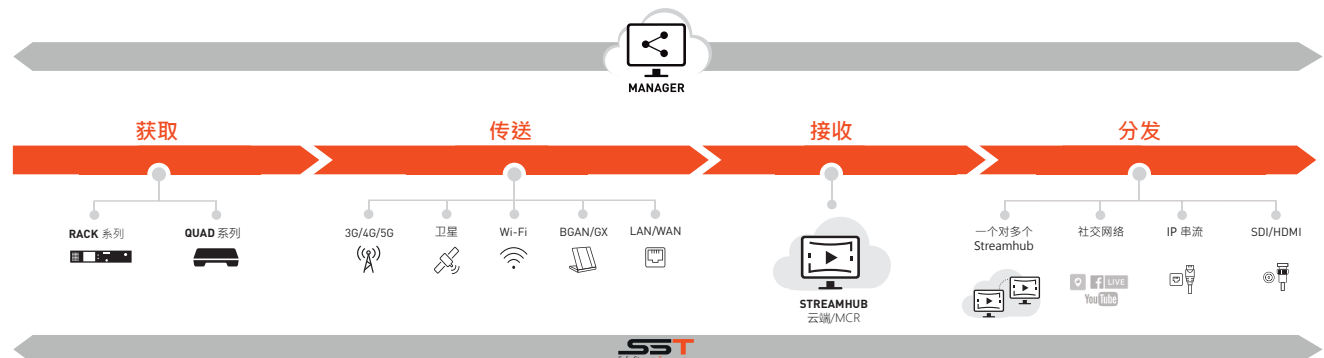 MANAGER
获取
传送
接收
分发
RACK 系列
QUAD 系列
3G/4G/5G
卫星
Wi-Fi
BGAN/GX
LAN/WAN
STREAMHUB
云端/MCR
一个对多个
Streamhub
社交网络
IP 串流
SDI/HDMI
LIVE
YouTube
SST